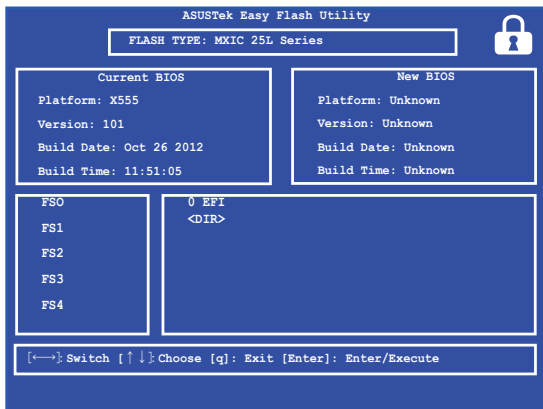 ASUSTek Easy Flash Utility
FLASH TYPE: MXIC 25L Series
Current BIOS
Platform: X555
Version: 101
Build Date: Oct 26 2012
Build Time: 11:51:05
New BIOS
Platform: Unknown
Version: Unknown
Build Date: Unknown
Build Time: Unknown
FSO
FS1
FS2
FS3
FS4
0 EFI
<DIR>
[←→]: Switch [↑↓]: Choose [q]: Exit [Enter]: Enter/Execute